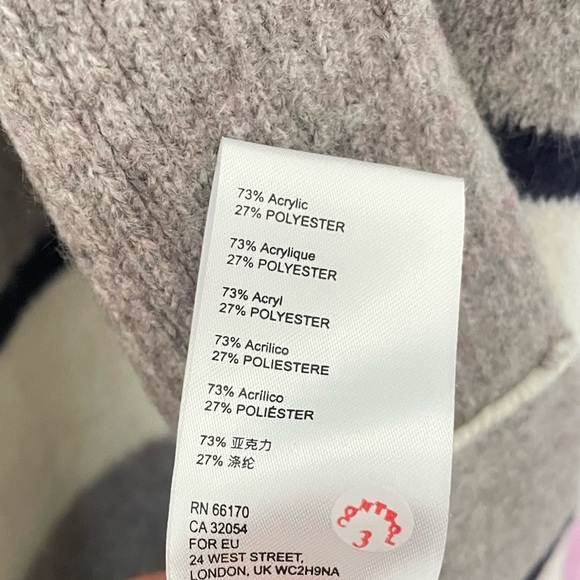 73% Acrylic
27% POLYESTER
73% Acrylique
27% POLYESTER
73% Acryl
27% POLYESTER
73% Acrilico
27% POLIESTERE
73% Acrílico
27% POLIÉSTER
73% 亚克力
27% 涤纶
RN 66170
CA 32054
FOR EU
24 WEST STREET,
LONDON, UK WC2H9NA
CONTROL
3